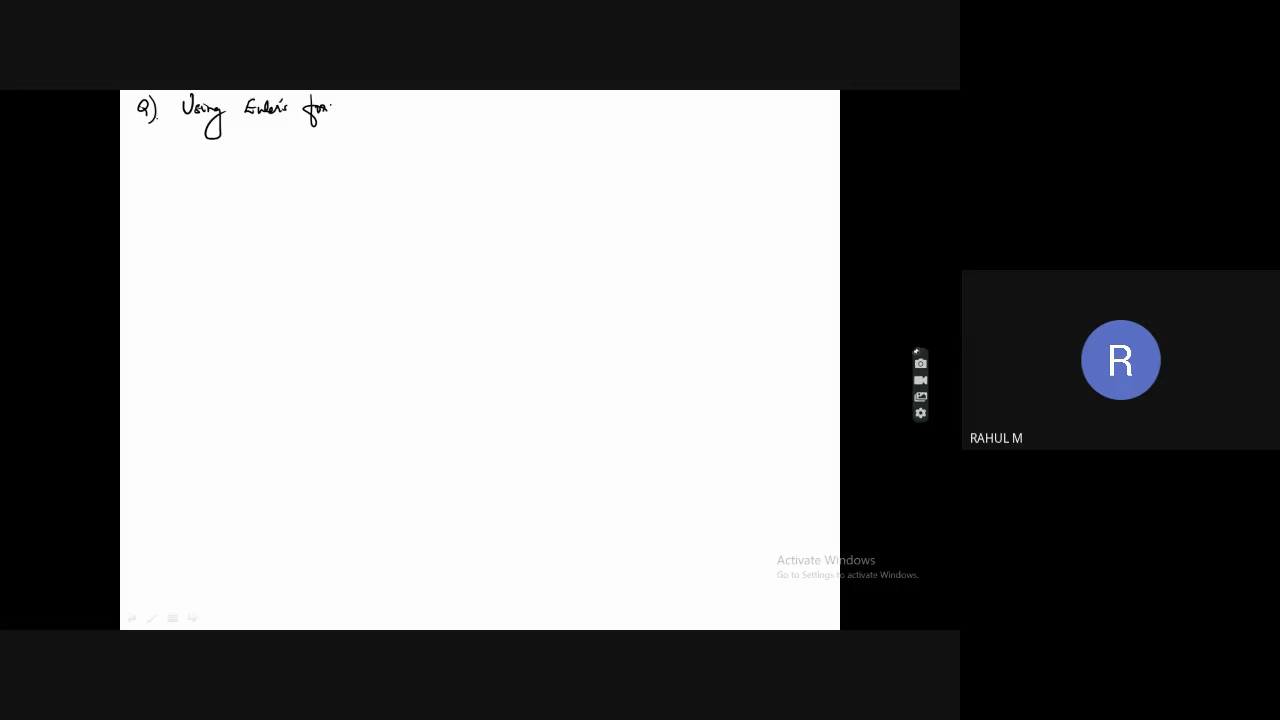 Q). Using Euler's for
R
RAHUL M
Activate Windows
Go to Settings to activate Windows.